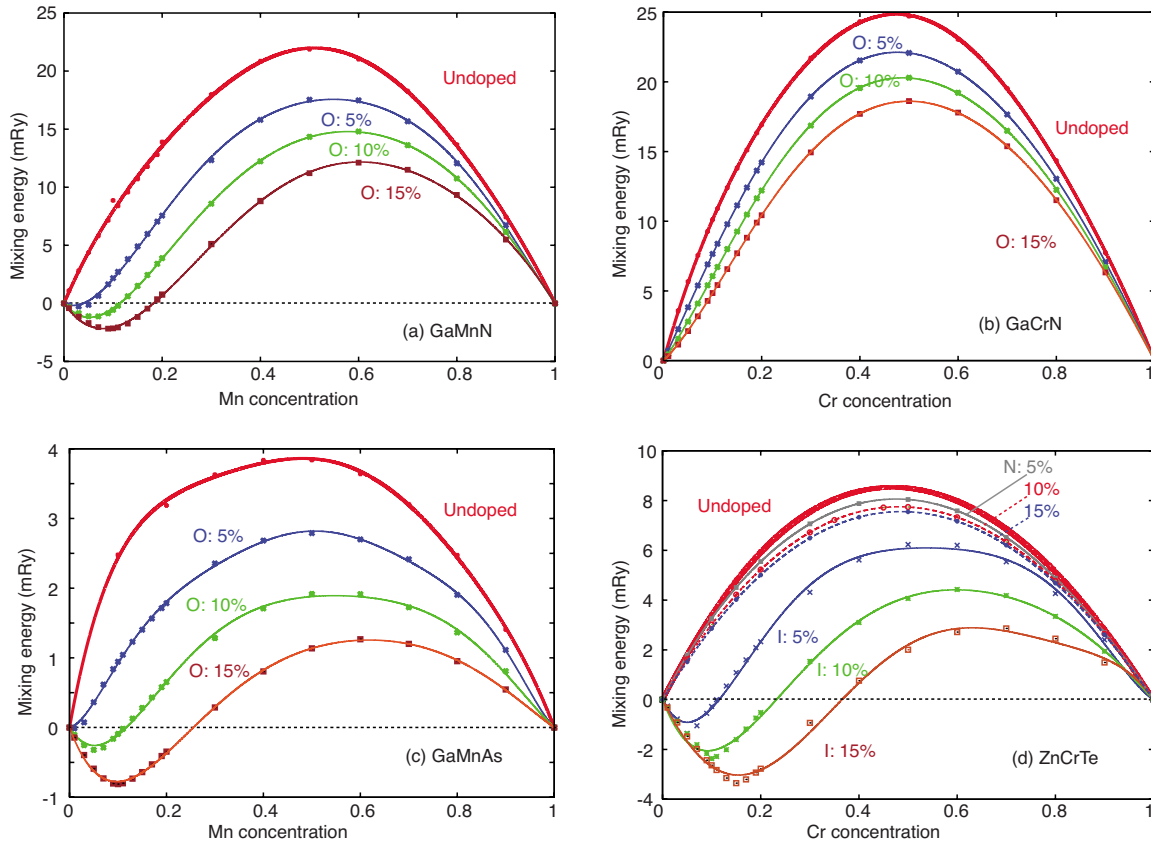 25
20
15
10
5
0
-5
Mixing energy (mRy)
Undoped
O: 5%
O: 10%
O: 15%
(a) GaMnN
0
0.2
0.4
0.6
0.8
1
Mn concentration
25
20
15
10
5
0
Mixing energy (mRy)
O: 5%
O: 10%
Undoped
O: 15%
(b) GaCrN
0
0.2
0.4
0.6
0.8
1
Cr concentration
4
3
2
1
0
-1
Mixing energy (mRy)
Undoped
O: 5%
O: 10%
O: 15%
(c) GaMnAs
0
0.2
0.4
0.6
0.8
1
Mn concentration
10
8
6
4
2
0
-2
-4
Mixing energy (mRy)
N: 5%
10%
15%
Undoped
I: 5%
I: 10%
I: 15%
(d) ZnCrTe
0
0.2
0.4
0.6
0.8
1
Cr concentration